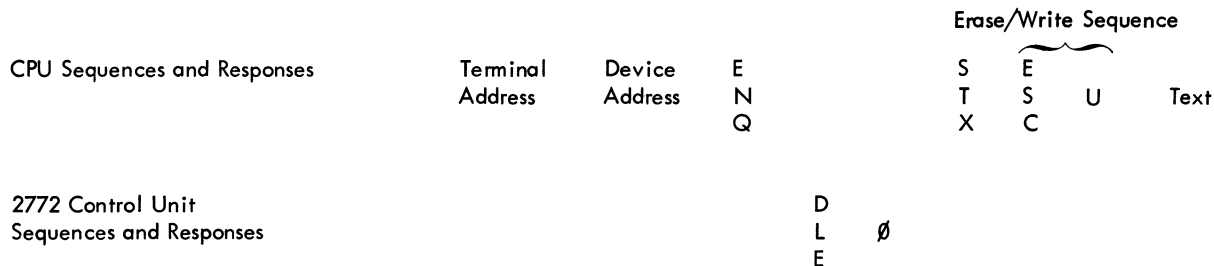 Erase/Write Sequence
CPU Sequences and Responses Terminal Device E S E
Address Address N T S U Text
Q X C
2772 Control Unit D
Sequences and Responses L Ø
E